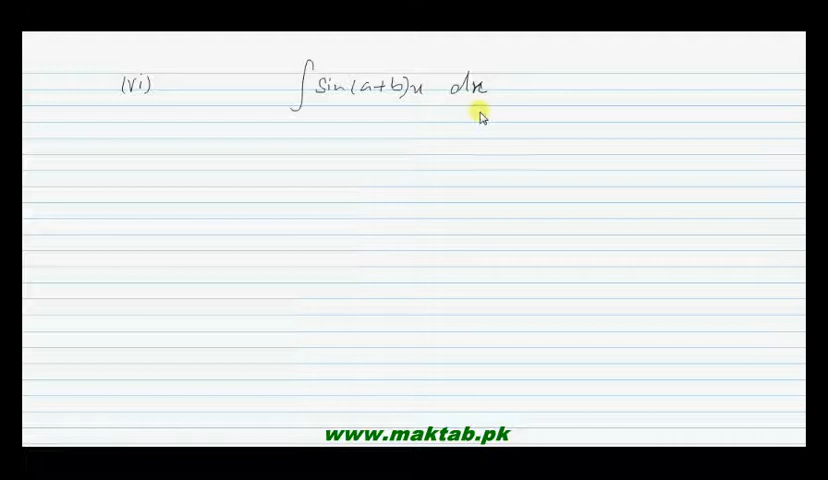 (vi) ∫ sin(a+b)x dx
www.maktab.pk